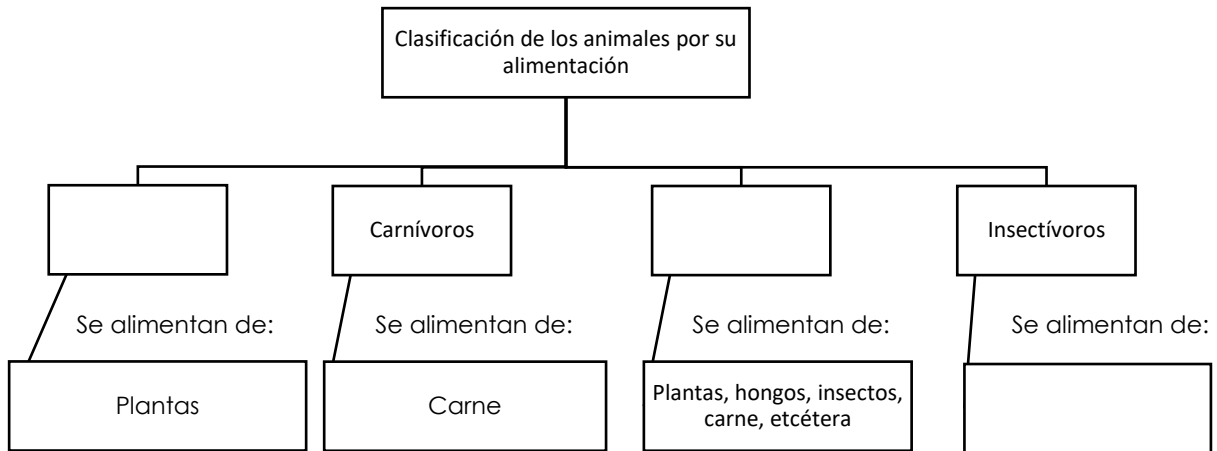 Clasificación de los animales por su
alimentación
Carnívoros
Insectívoros
Se alimentan de:
Se alimentan de:
Se alimentan de:
Se alimentan de:
Plantas
Carne
Plantas, hongos, insectos,
carne, etcétera